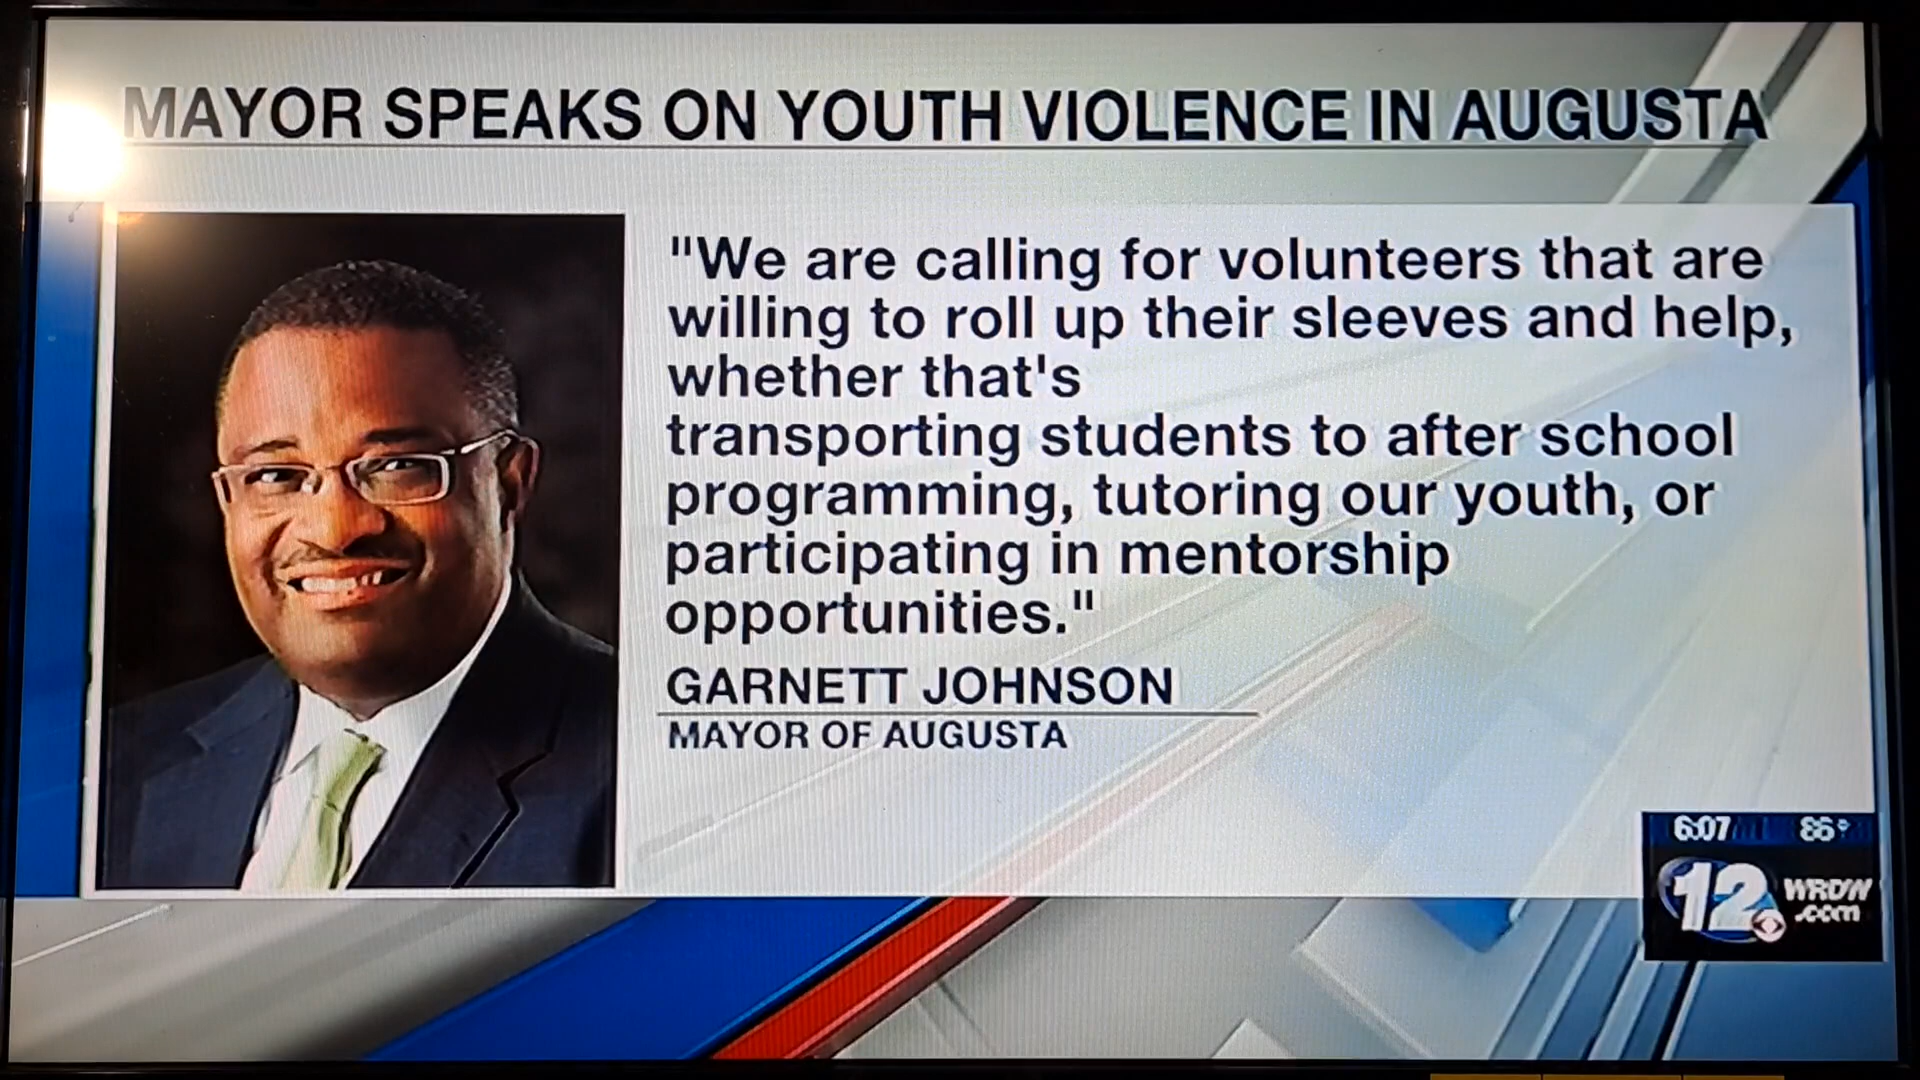 MAYOR SPEAKS ON YOUTH VIOLENCE IN AUGUSTA
"We are calling for volunteers that are
willing to roll up their sleeves and help,
whether that's
transporting students to after school
programming, tutoring our youth, or
participating in mentorship
opportunities."
GARNETT JOHNSON
MAYOR OF AUGUSTA
6:07 86°
12 WRDW
.com